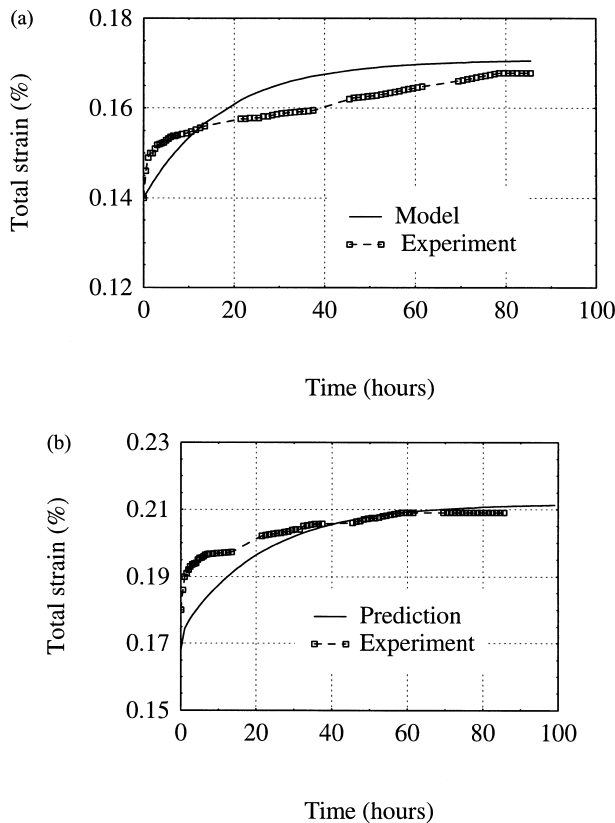 (a)
0.18
0.16
0.14
0.12
Total strain (%)
Model
Experiment
0 20 40 60 80 100
Time (hours)
(b)
0.23
0.21
0.19
0.17
0.15
Total strain (%)
Prediction
Experiment
0 20 40 60 80 100
Time (hours)